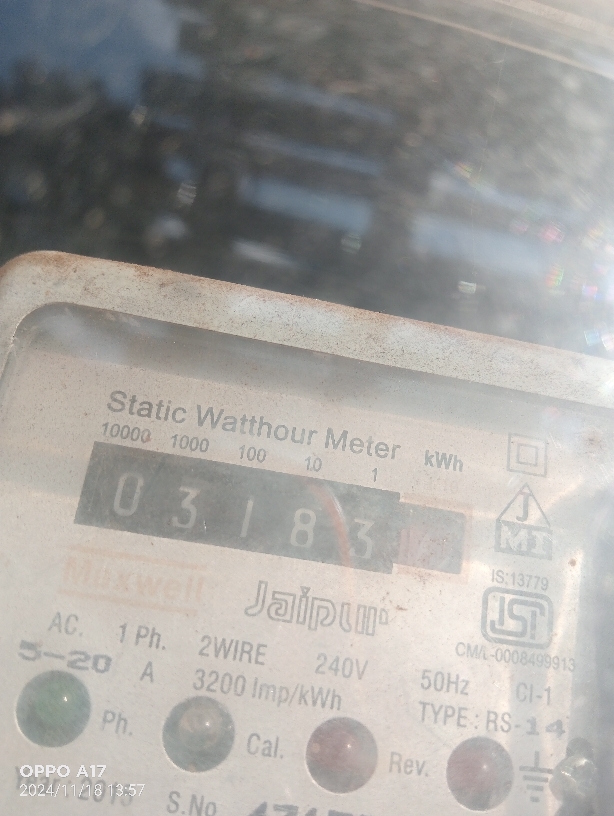 Static Watthour Meter
10000 1000 100 10 1 kWh
0 3 1 8 3
J
MI
Maxwell
IS:13779
Jaipur
CM/L-0008499913
AC. 1 Ph. 2WIRE 240V 50Hz Cl-1
5-20 A 3200 Imp/kWh TYPE : RS-14
Ph. Cal. Rev.
OPPO A17
2024/11/18 13:57
S.No